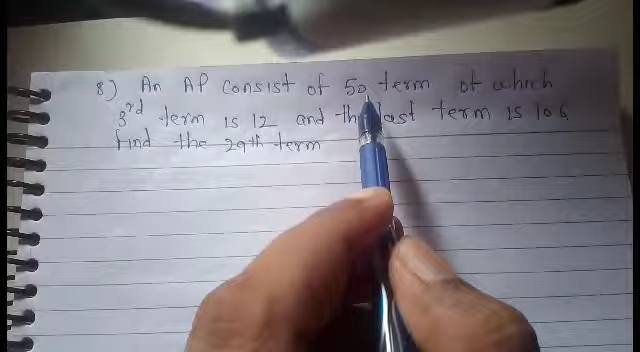 8) An AP consist of 50 term of which
3rd term is 12 and the last term is 106
find the 29th term